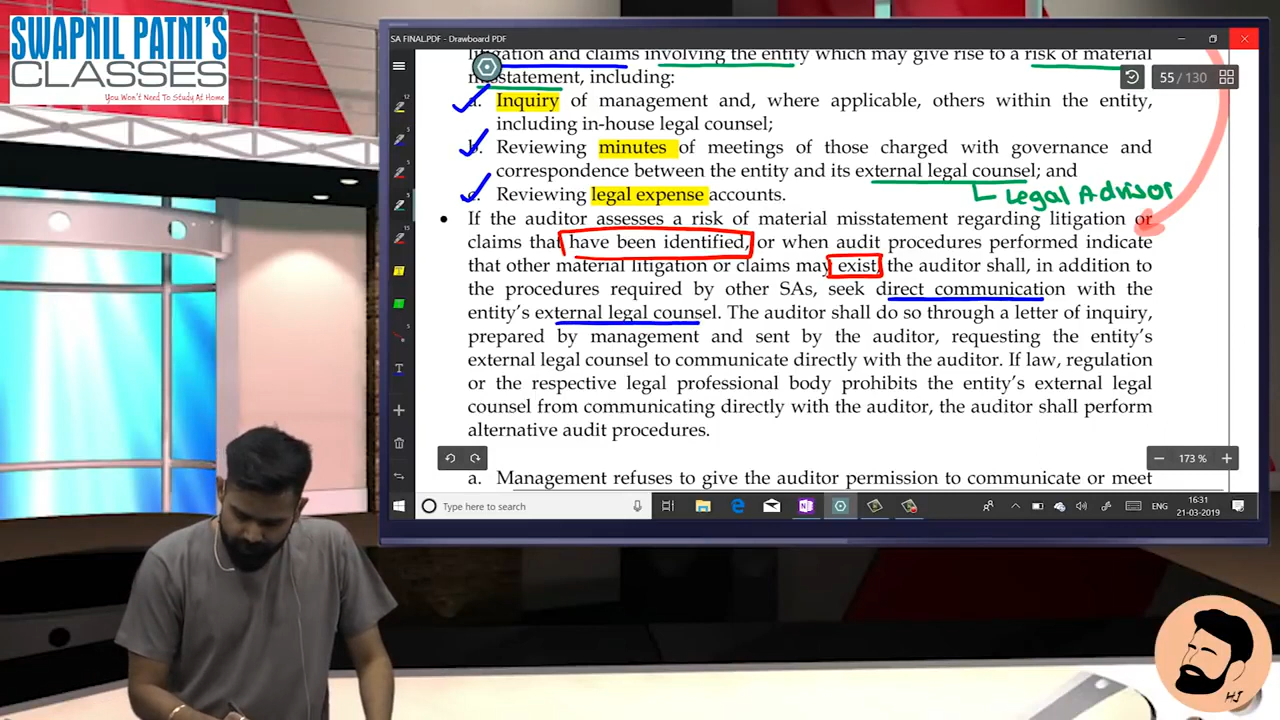 SWAPNIL PATNI'S
CLASSES
You Won't Need To Study At Home
SA FINAL.PDF - Drawboard PDF
litigation and claims involving the entity which may give rise to a risk of material
misstatement, including:
55 / 130
a. Inquiry of management and, where applicable, others within the entity,
including in-house legal counsel;
b. Reviewing minutes of meetings of those charged with governance and
correspondence between the entity and its external legal counsel; and
c. Reviewing legal expense accounts.
Legal Advisor
• If the auditor assesses a risk of material misstatement regarding litigation or
claims that have been identified, or when audit procedures performed indicate
that other material litigation or claims may exist, the auditor shall, in addition to
the procedures required by other SAs, seek direct communication with the
entity's external legal counsel. The auditor shall do so through a letter of inquiry,
prepared by management and sent by the auditor, requesting the entity's
external legal counsel to communicate directly with the auditor. If law, regulation
or the respective legal professional body prohibits the entity's external legal
counsel from communicating directly with the auditor, the auditor shall perform
alternative audit procedures.
173 %
a. Management refuses to give the auditor permission to communicate or meet
Type here to search
ENG
16:31
21-03-2019
HJ